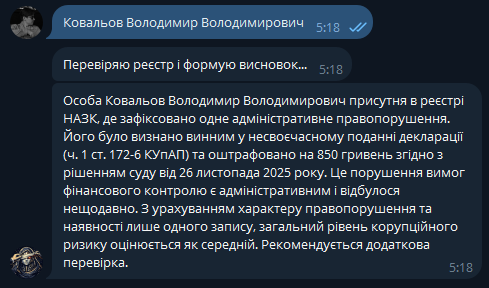 Ковальов Володимир Володимирович 5:18
Перевіряю реєстр і формую висновок... 5:18
Особа Ковальов Володимир Володимирович присутня в реєстрі
НАЗК, де зафіксовано одне адміністративне правопорушення.
Його було визнано винним у несвоєчасному поданні декларації
(ч. 1 ст. 172-6 КУпАП) та оштрафовано на 850 гривень згідно з
рішенням суду від 26 листопада 2025 року. Це порушення вимог
фінансового контролю є адміністративним і відбулося
нещодавно. З урахуванням характеру правопорушення та
наявності лише одного запису, загальний рівень корупційного
ризику оцінюється як середній. Рекомендується додаткова
перевірка. 5:18